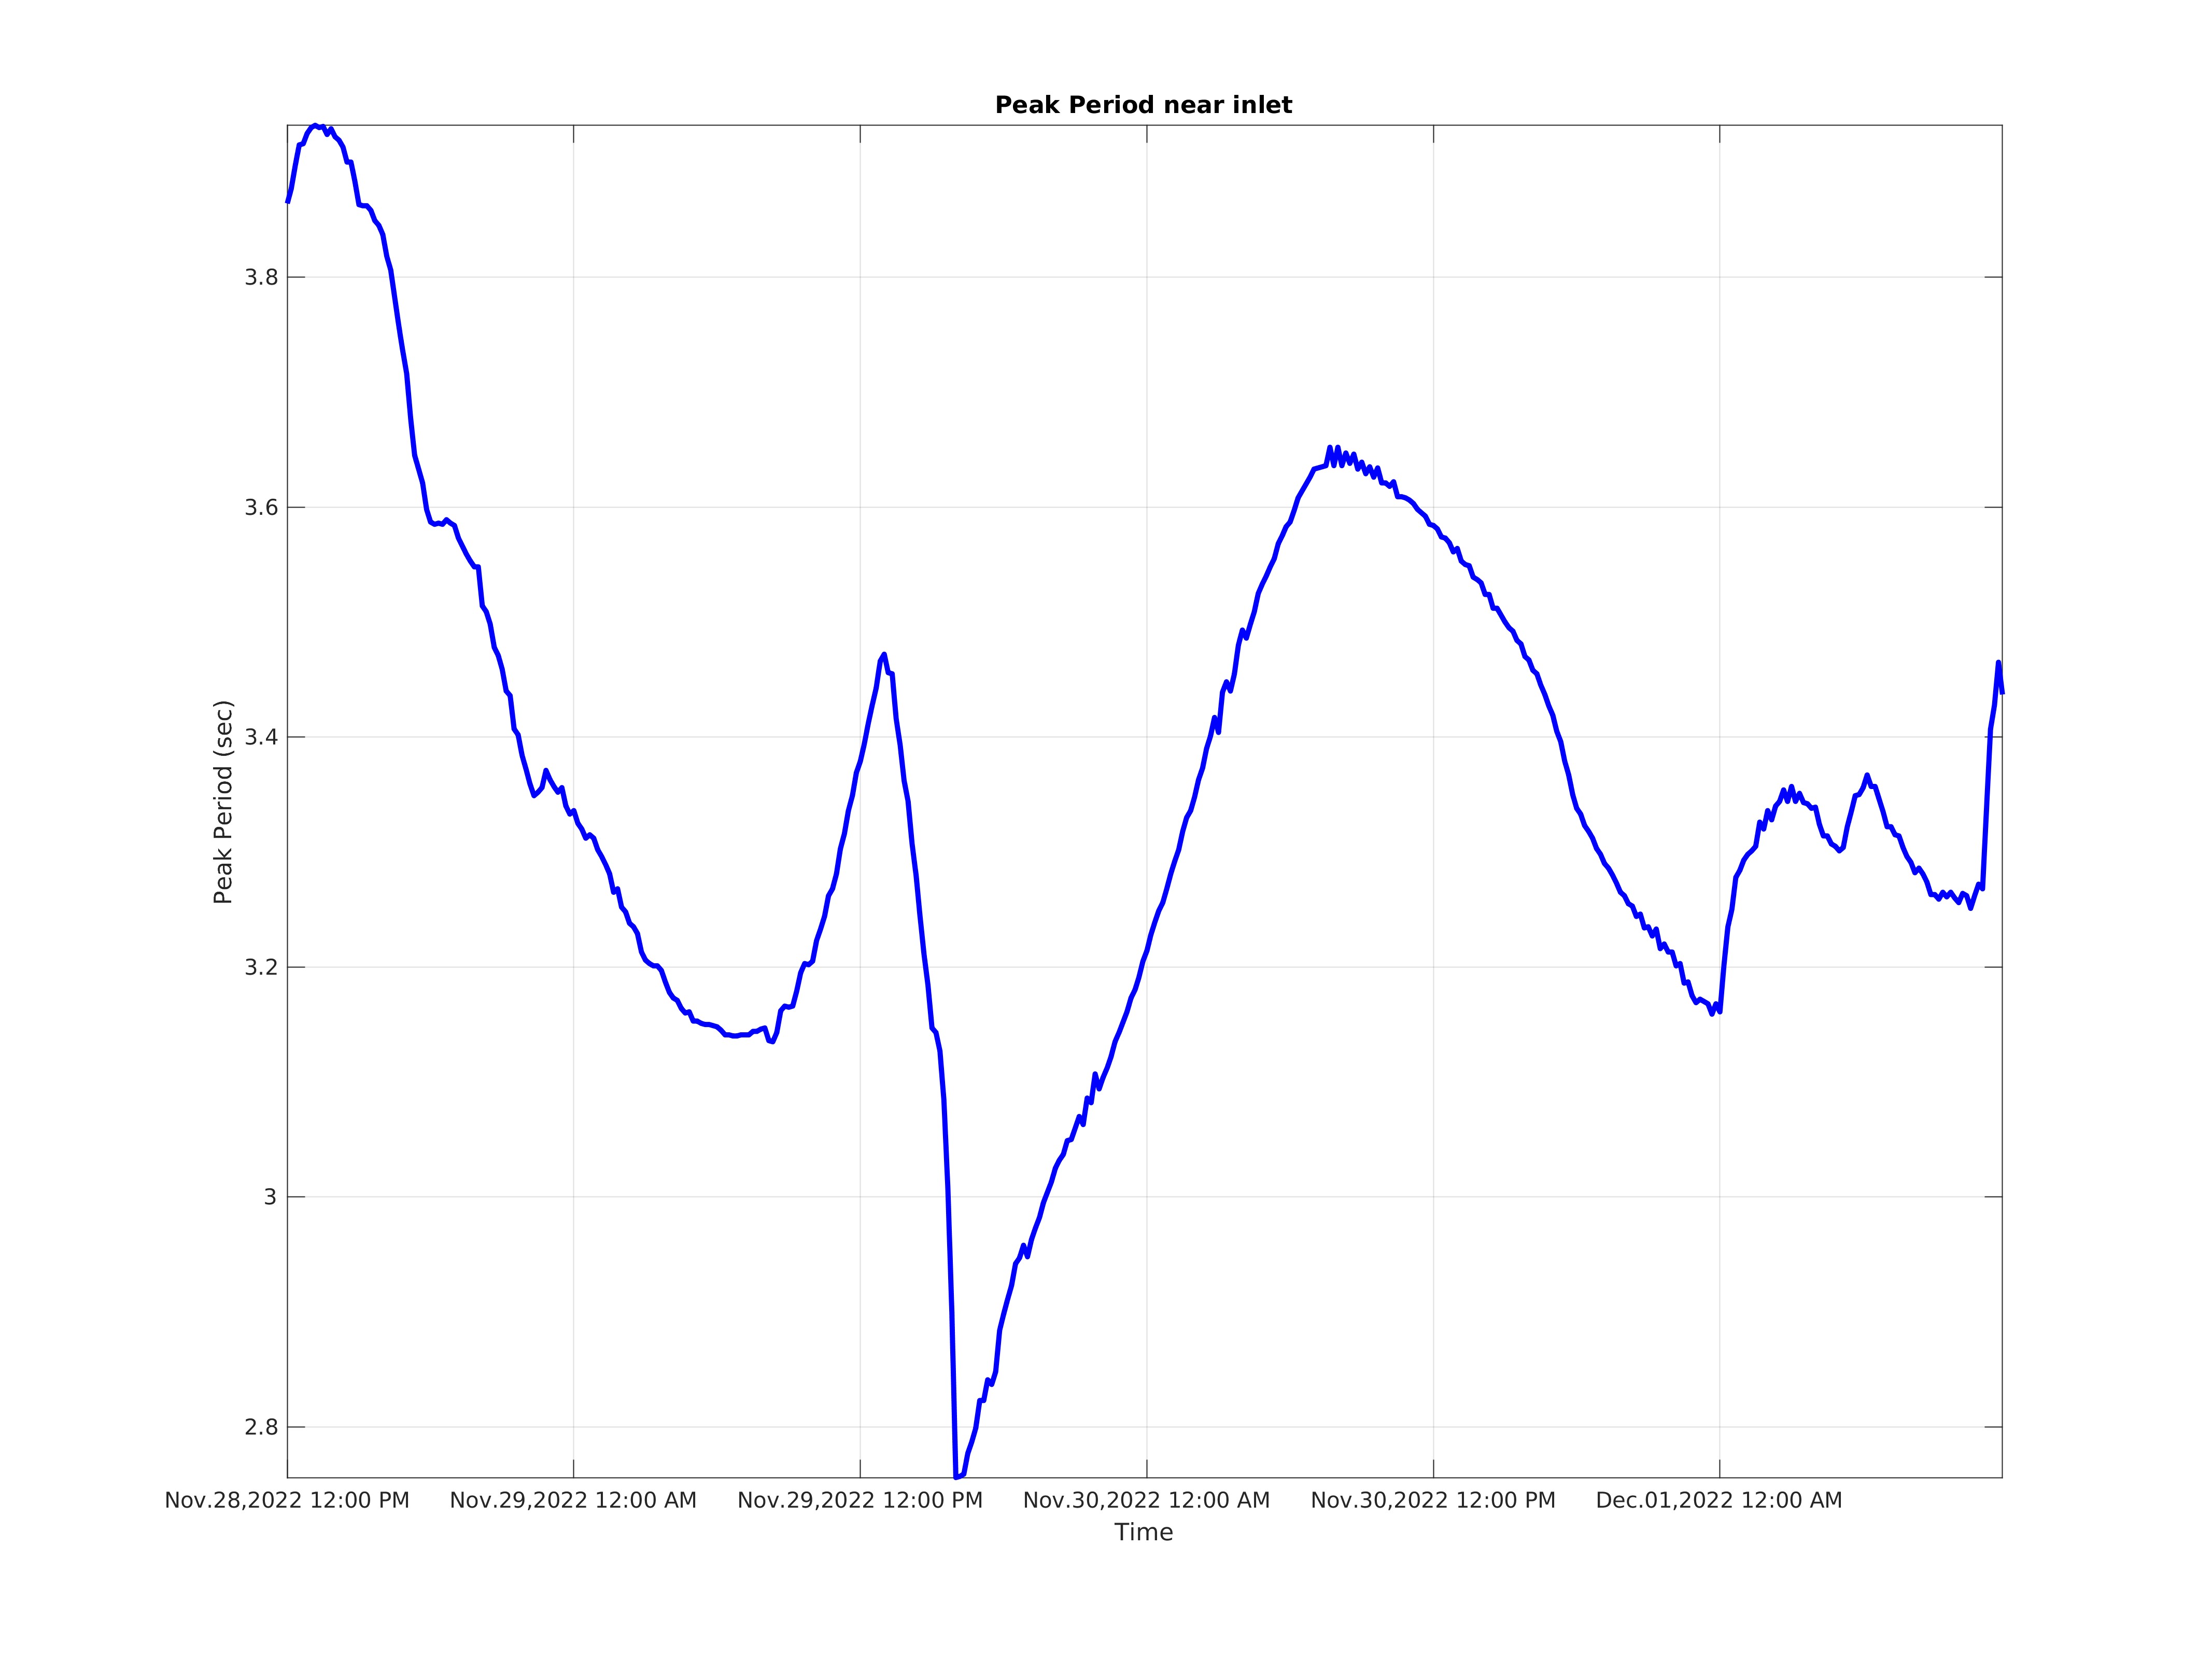 Peak Period near inlet
3.8
3.6
3.4
3.2
3
2.8
Peak Period (sec)
Nov.28,2022 12:00 PM
Nov.29,2022 12:00 AM
Nov.29,2022 12:00 PM
Nov.30,2022 12:00 AM
Nov.30,2022 12:00 PM
Dec.01,2022 12:00 AM
Time